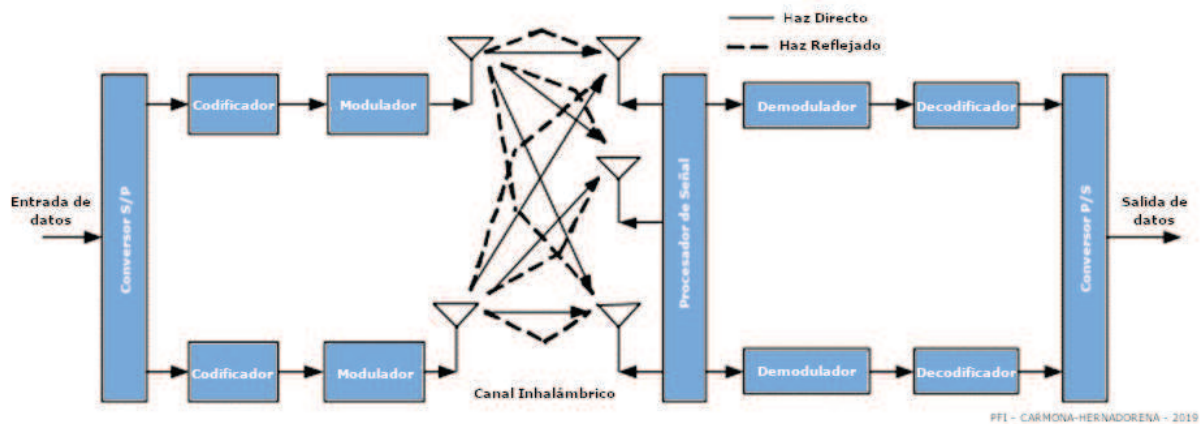 Haz Directo
Haz Reflejado
Codificador
Modulador
Demodulador
Decodificador
Entrada de
datos
Conversor S/P
Procesador de Señal
Conversor P/S
Salida de
datos
Codificador
Modulador
Demodulador
Decodificador
Canal Inhalámbrico
PFI - CARMONA-HERNADORENA - 2019